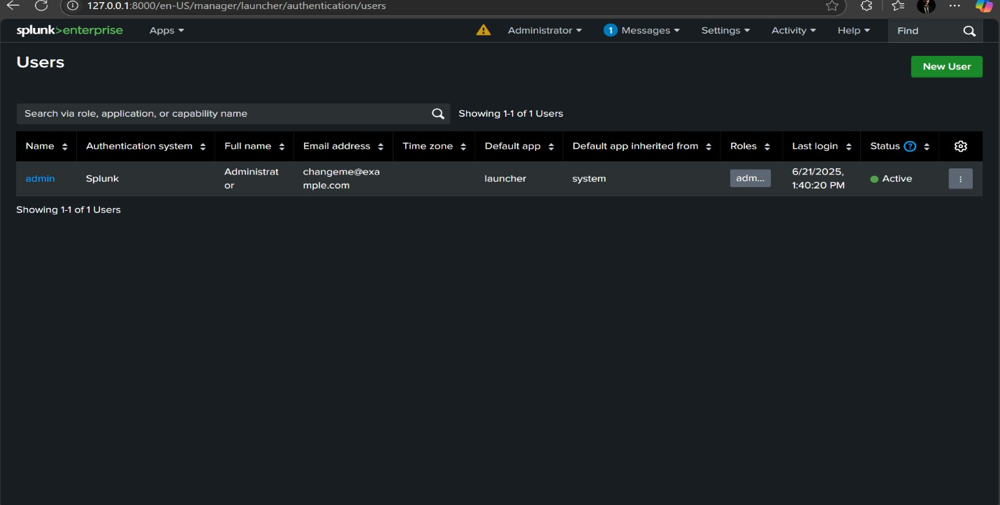 127.0.0.1:8000/en-US/manager/launcher/authentication/users
splunk>enterprise Apps Administrator 1 Messages Settings Activity Help Find
Users
New User
Search via role, application, or capability name Showing 1-1 of 1 Users
Name Authentication system Full name Email address Time zone Default app Default app inherited from Roles Last login Status ?
admin Splunk Administrat changeme@exa launcher system adm... 6/21/2025, Active
or mple.com 1:40:20 PM
Showing 1-1 of 1 Users